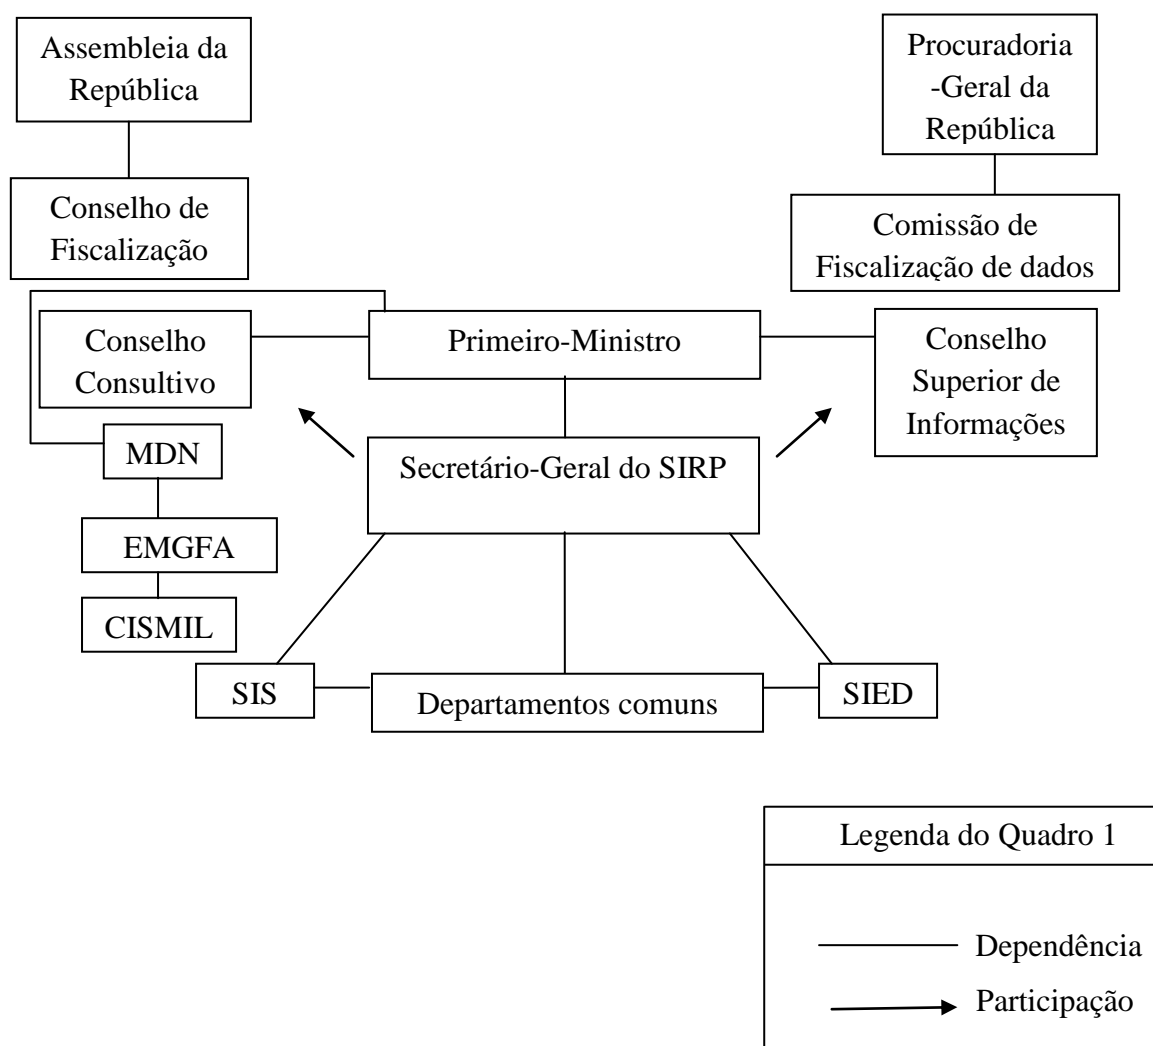 Assembleia da
República
Procuradoria
-Geral da
República
Conselho de
Fiscalização
Comissão de
Fiscalização de dados
Conselho
Consultivo
Primeiro-Ministro
Conselho
Superior de
Informações
MDN
Secretário-Geral do SIRP
EMGFA
CISMIL
SIS
Departamentos comuns
SIED
Legenda do Quadro 1
Dependência
Participação